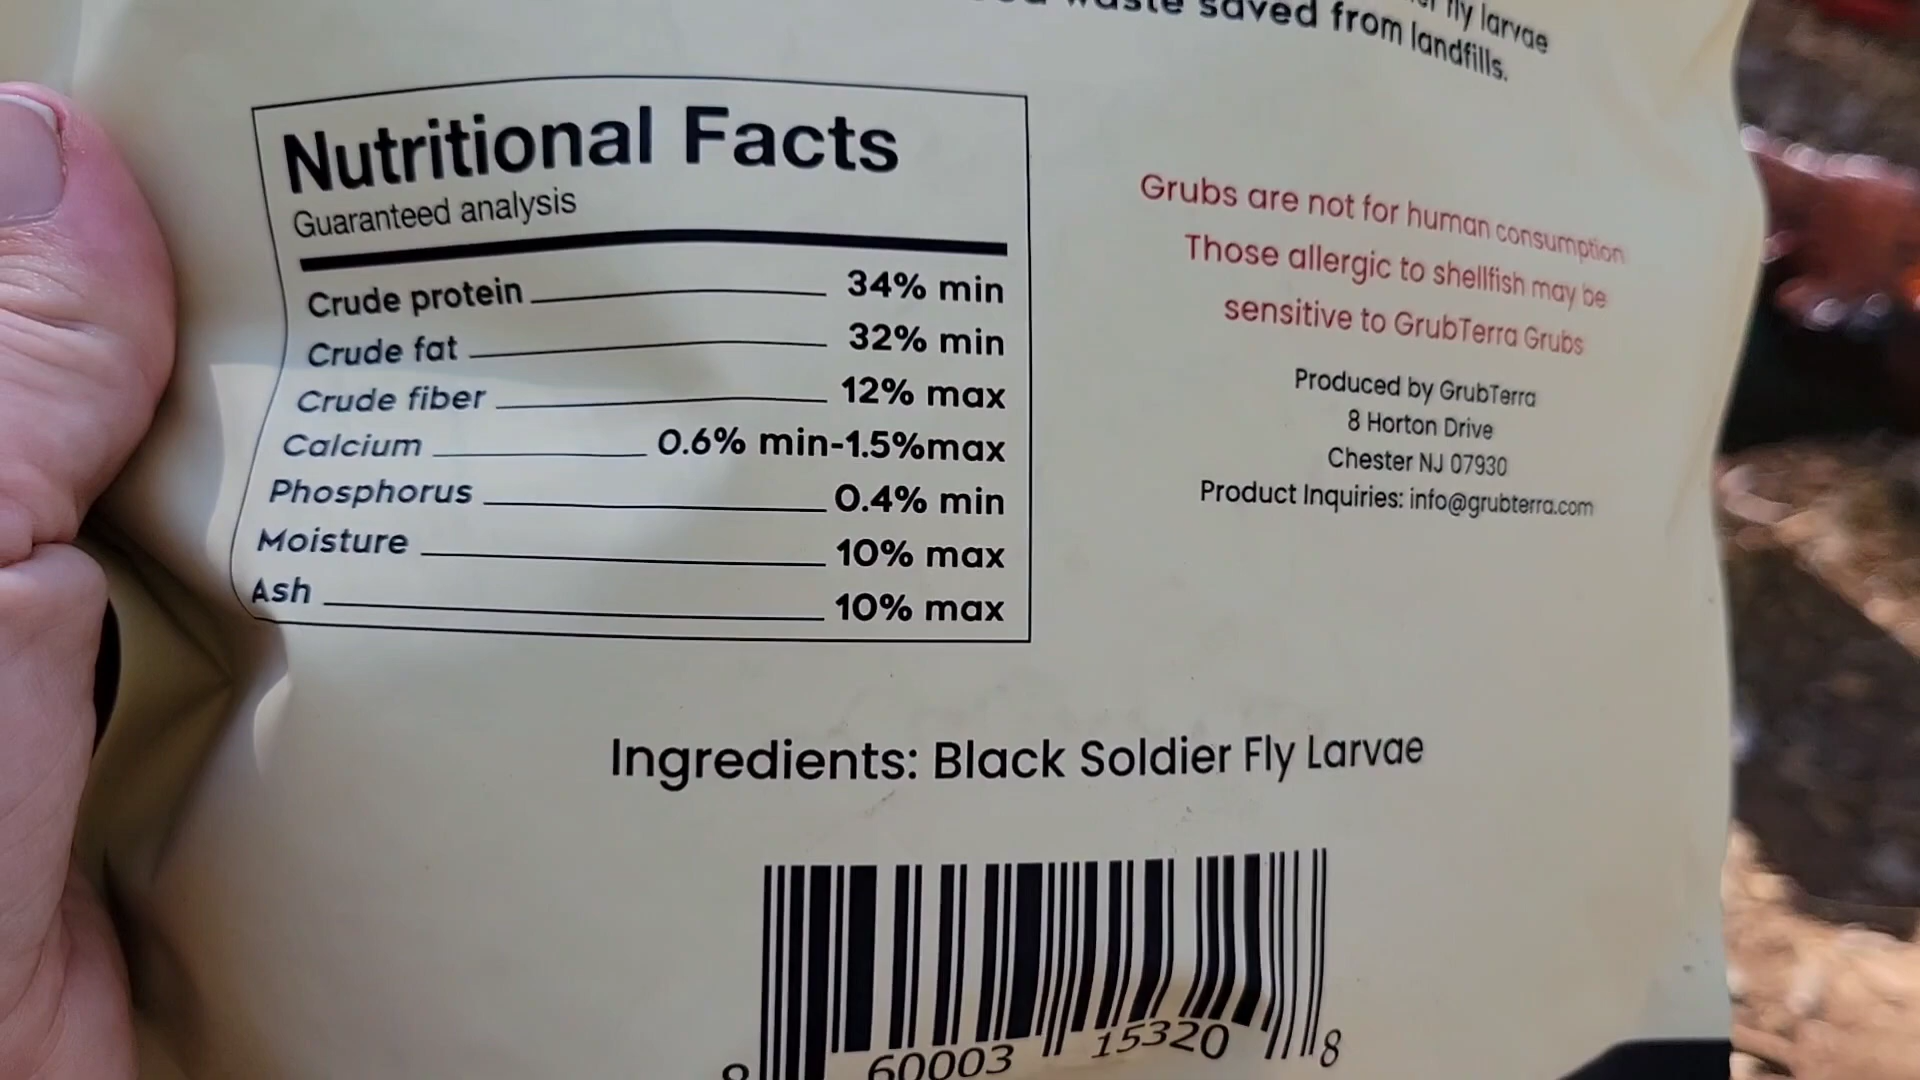 waste saved from landfills.
fly larvae
Nutritional Facts
Guaranteed analysis
Crude protein 34% min
Crude fat 32% min
Crude fiber 12% max
Calcium 0.6% min-1.5%max
Phosphorus 0.4% min
Moisture 10% max
Ash 10% max
Grubs are not for human consumption
Those allergic to shellfish may be
sensitive to GrubTerra Grubs
Produced by GrubTerra
8 Horton Drive
Chester NJ 07930
Product Inquiries: info@grubterra.com
Ingredients: Black Soldier Fly Larvae
60003 15320 8